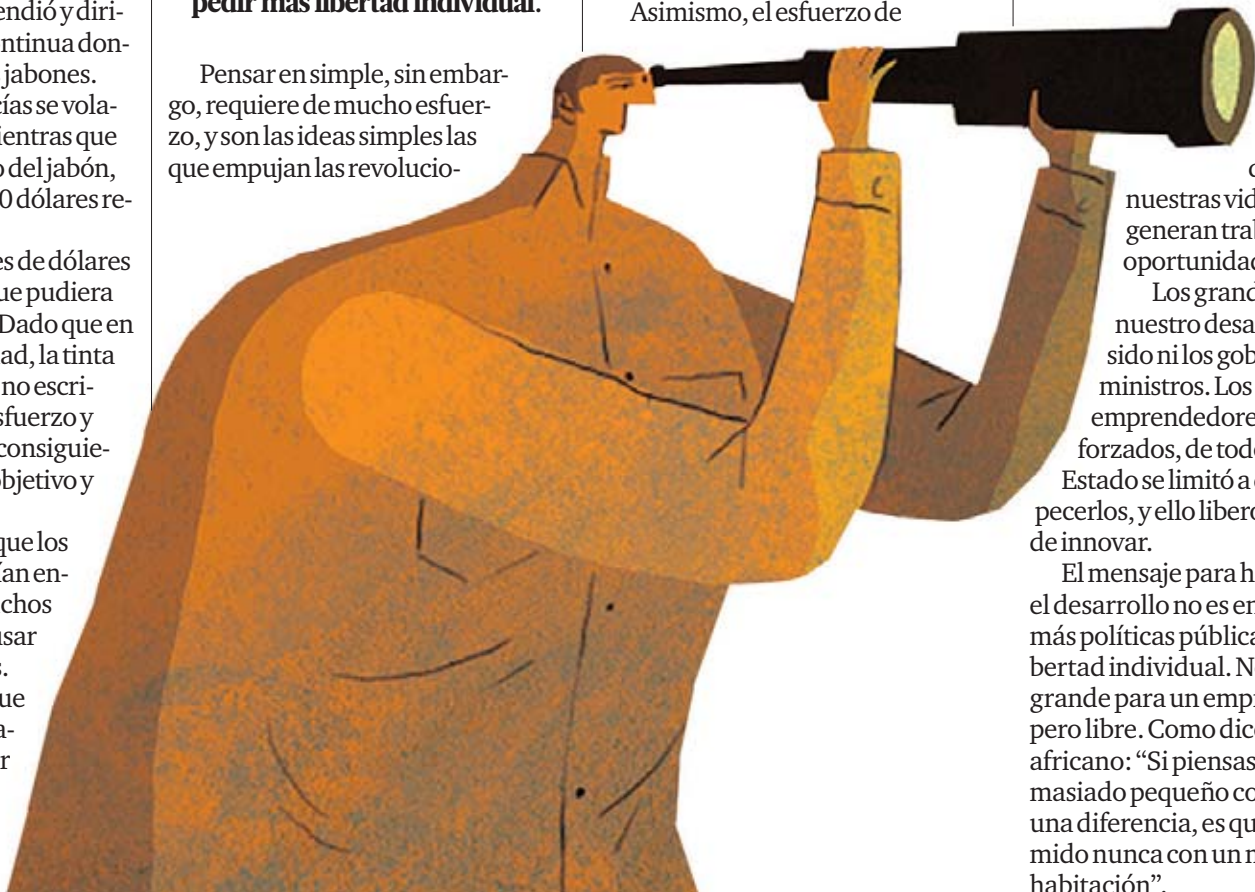 endió y diri-
ntinua don-
jabones.
cías se vola-
ientras que
o del jabón,
0 dólares re-
es de dólares
ue pudiera
Dado que en
ad, la tinta
no escri-
sfuerzo y
consiguie-
bjetivo y
que los
ían en-
chos
usar
s.
ue
a-
r
pedir más libertad individual.
Pensar en simple, sin embar-
go, requiere de mucho esfuer-
zo, y son las ideas simples las
que empujan las revolucio-
Asimismo, el esfuerzo de
nuestras vid
generan tral
oportunidad
Los grand
nuestro desa
sido ni los gob
ministros. Los
emprendedore
forzados, de todo
Estado se limitó a
pecerlos, y ello libero
de innovar.
El mensaje para h
el desarrollo no es en
más políticas pública
bertad individual. N
grande para un empr
pero libre. Como dice
africano: “Si piensas
masiado pequeño co
una diferencia, es qu
mido nunca con un m
habitación”.